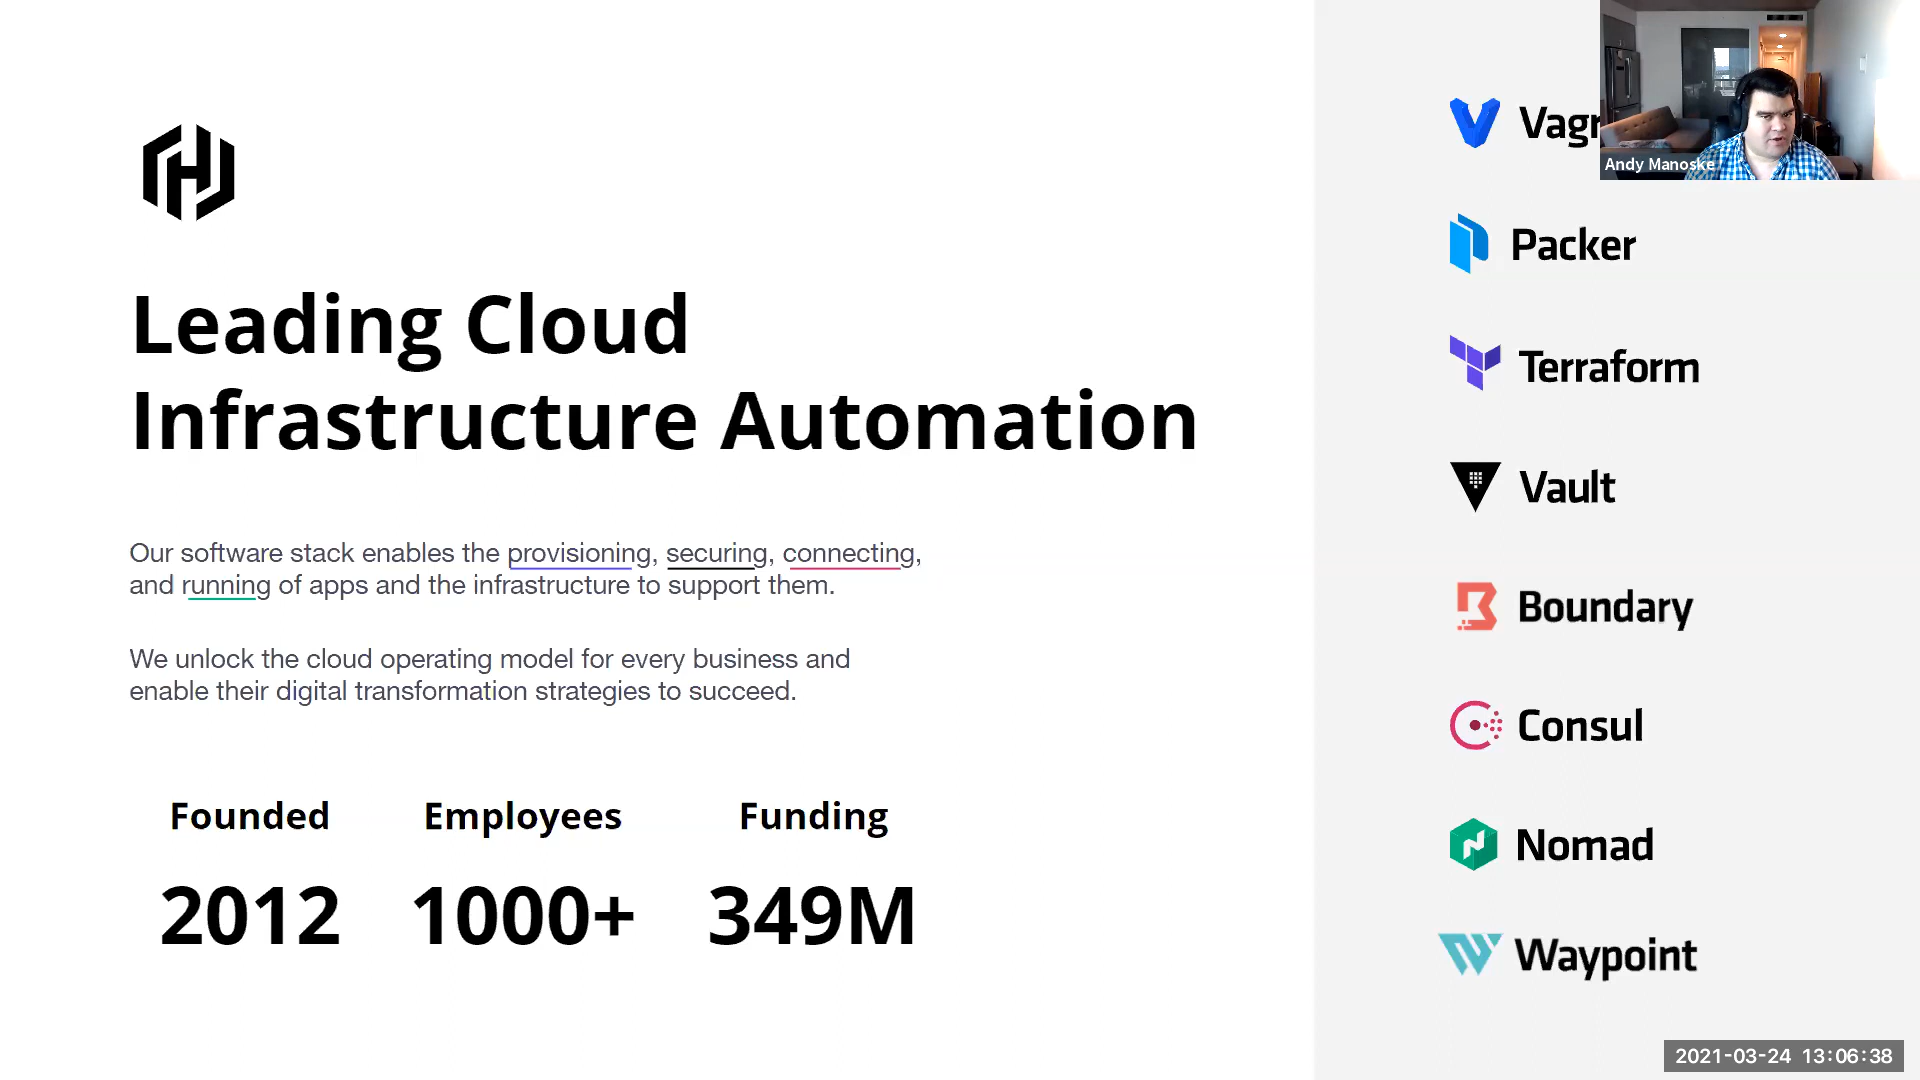 Leading Cloud
Infrastructure Automation
Our software stack enables the provisioning, securing, connecting,
and running of apps and the infrastructure to support them.
We unlock the cloud operating model for every business and
enable their digital transformation strategies to succeed.
Founded Employees Funding
2012 1000+ 349M
Vagr
Andy Manoske
Packer
Terraform
Vault
Boundary
Consul
Nomad
Waypoint
2021-03-24 13:06:38